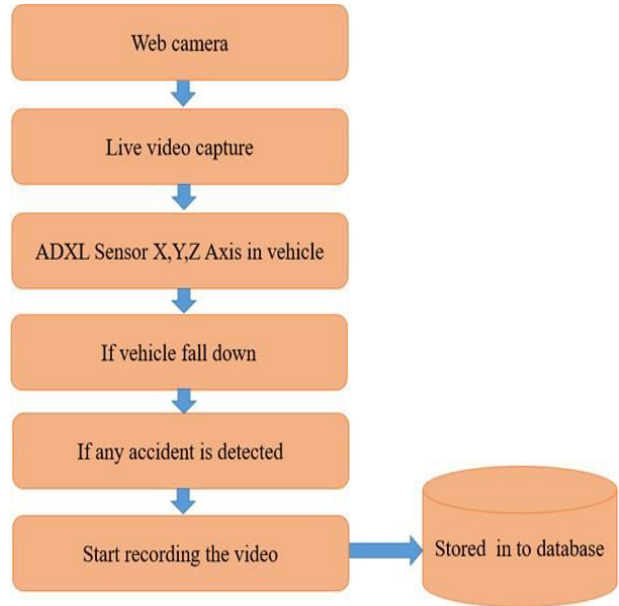 Web camera
Live video capture
ADXL Sensor X,Y,Z Axis in vehicle
If vehicle fall down
If any accident is detected
Start recording the video
Stored in to database